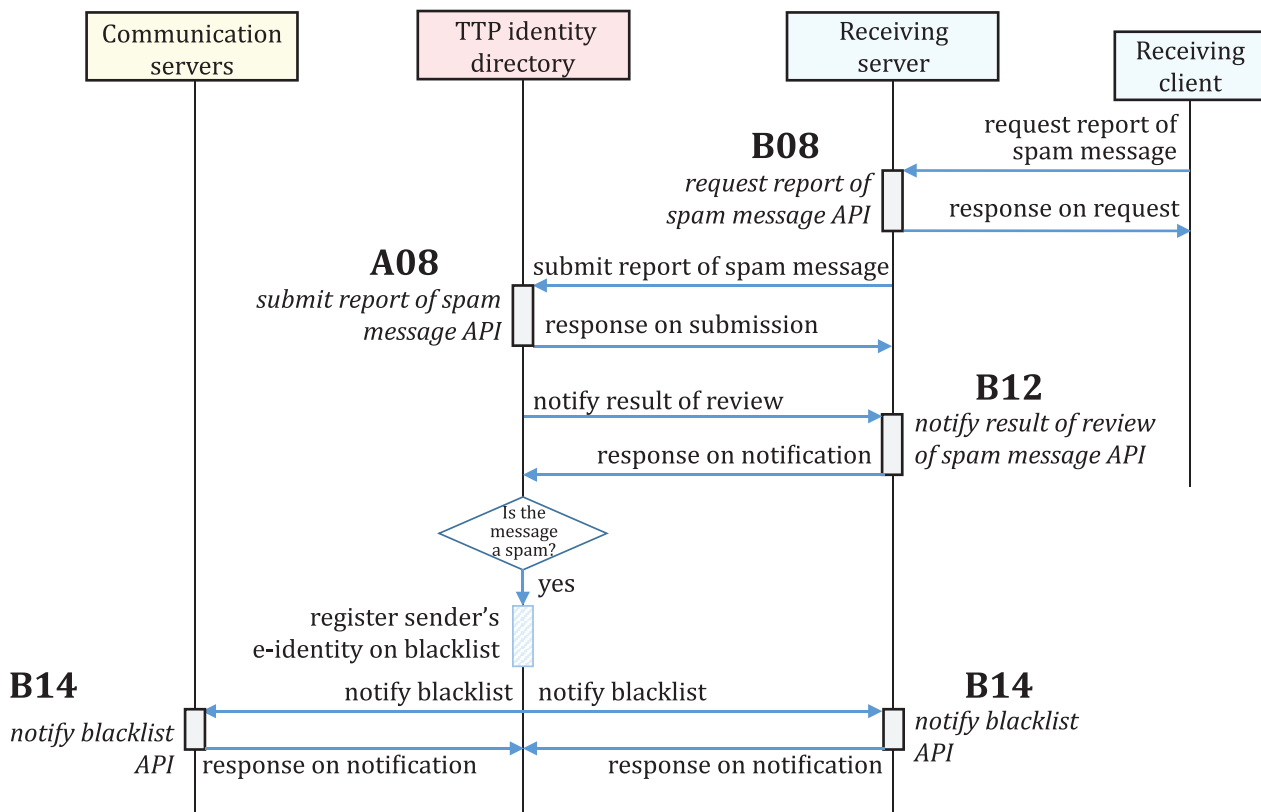 Communication
servers
TTP identity
directory
Receiving
server
Receiving
client
request report of
spam message
B08
request report of
spam message API
response on request
A08
submit report of spam message
submit report of spam
message API
response on submission
B12
notify result of review
notify result of review
of spam message API
response on notification
Is the
message
a spam?
yes
register sender’s
e-identity on blacklist
B14
notify blacklist
notify blacklist
B14
notify blacklist
API
notify blacklist
API
response on notification
response on notification